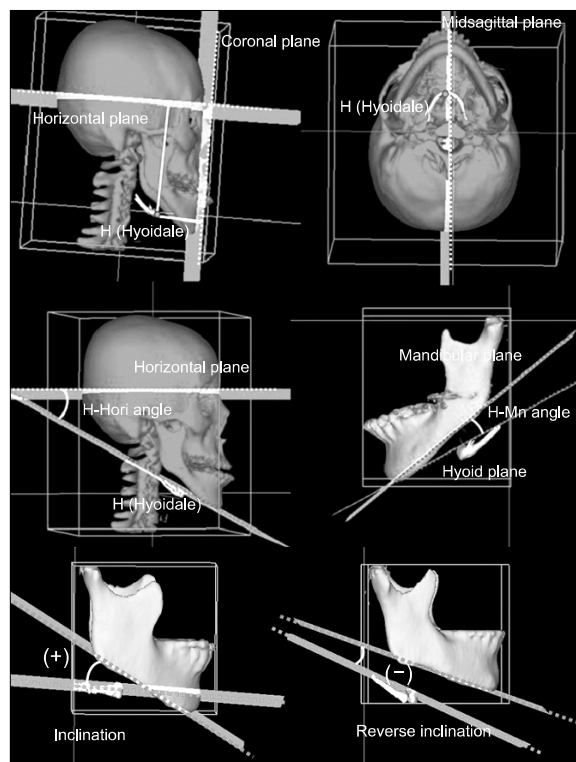 Coronal plane
Horizontal plane
H (Hyoidale)
Midsagittal plane
H (Hyoidale)
Horizontal plane
H-Hori angle
H (Hyoidale)
Mandibular plane
H-Mn angle
Hyoid plane
(+)
Inclination
(−)
Reverse inclination